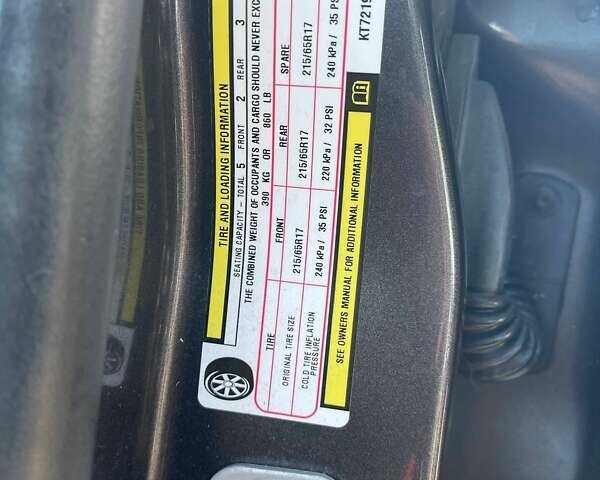 TIRE AND LOADING INFORMATION
SEATING CAPACITY - TOTAL 5 FRONT 2 REAR 3
THE COMBINED WEIGHT OF OCCUPANTS AND CARGO SHOULD NEVER EXC
390 KG OR 860 LB
TIRE FRONT REAR SPARE
ORIGINAL TIRE SIZE 215/65R17 215/65R17 215/65R17
COLD TIRE INFLATION
PRESSURE 240 kPa / 35 PSI 220 kPa / 32 PSI 240 kPa / 35 PSI
SEE OWNERS MANUAL FOR ADDITIONAL INFORMATION
KT7219